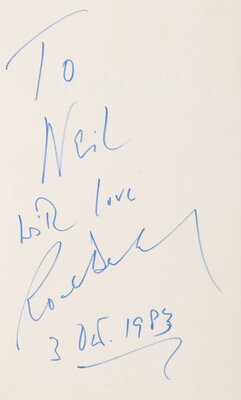 To
Neil
with love
3 Oct. 1983